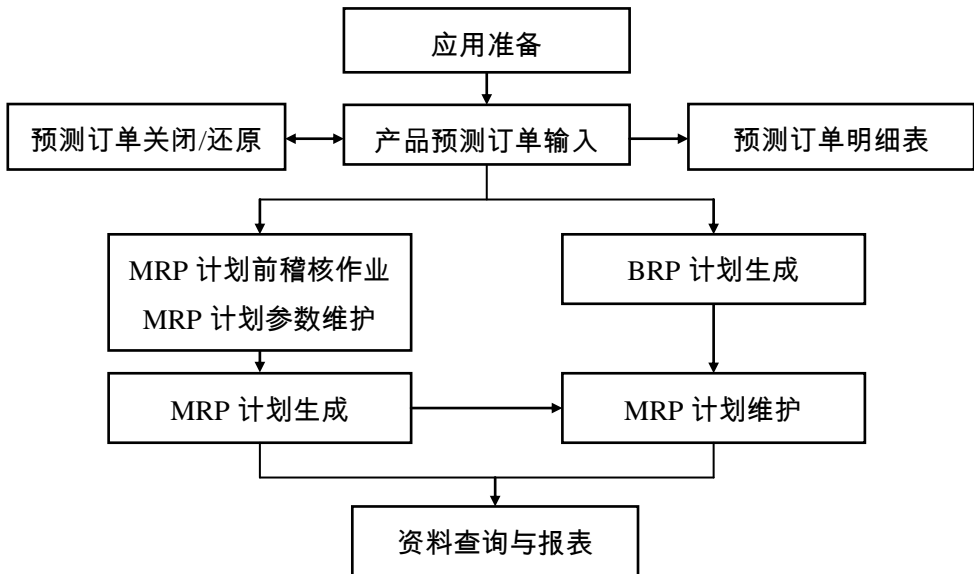 应用准备
预测订单关闭/还原
产品预测订单输入
预测订单明细表
MRP 计划前稽核作业
MRP 计划参数维护
BRP 计划生成
MRP 计划生成
MRP 计划维护
资料查询与报表